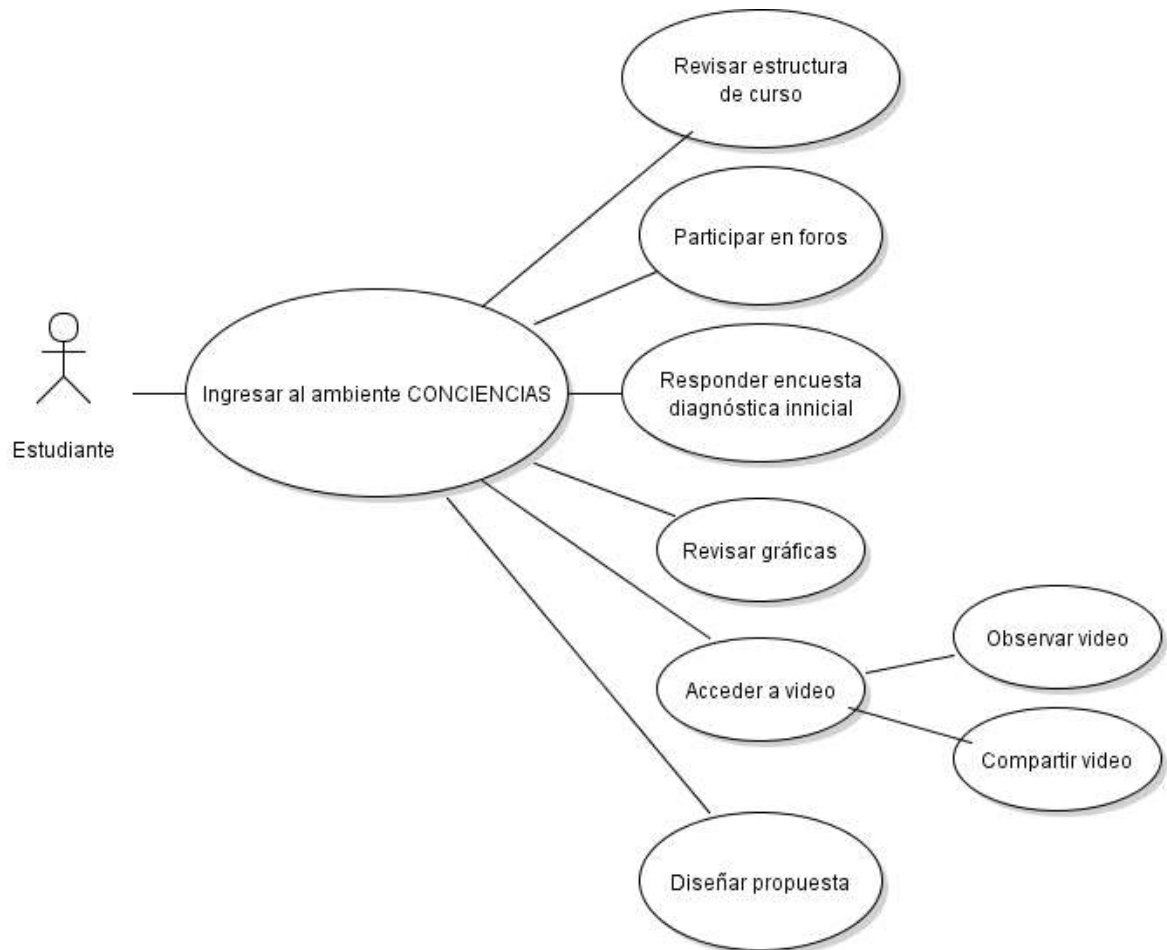 Revisar estructura
de curso
Participar en foros
Ingresar al ambiente CONCIENCIAS
Responder encuesta
diagnóstica innicial
Estudiante
Revisar gráficas
Observar video
Acceder a video
Compartir video
Diseñar propuesta